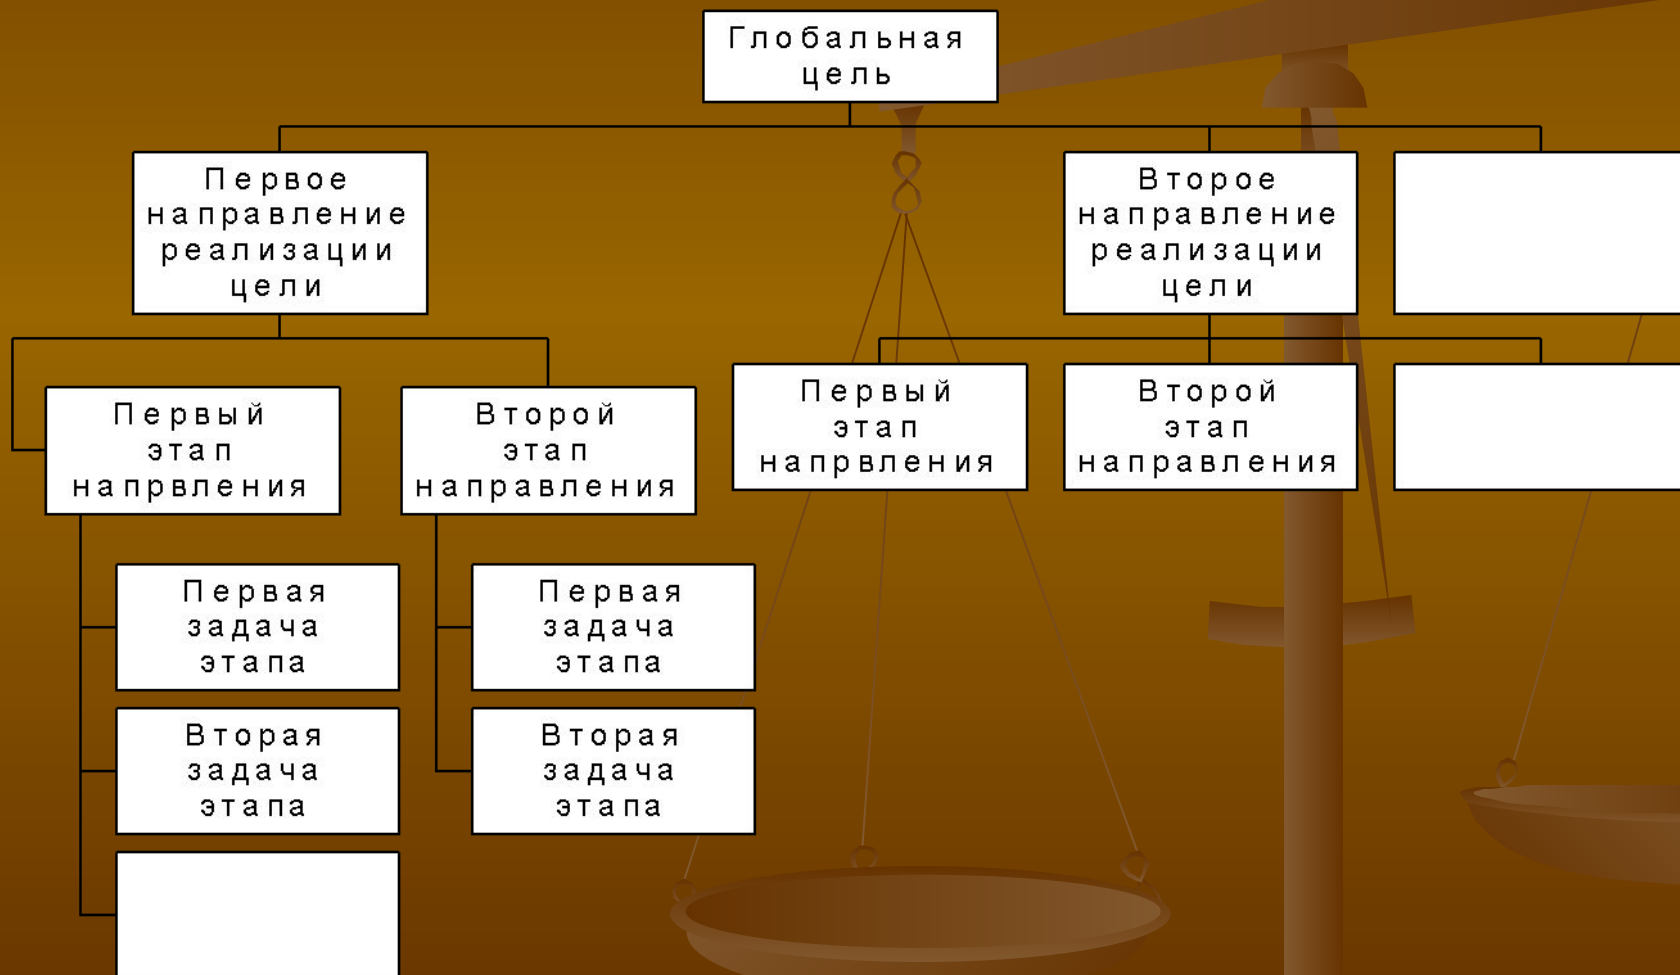 Глобальная
цель
Первое
направление
реализации
цели
Второе
направление
реализации
цели
Первый
этап
напрвления
Второй
этап
направления
Первый
этап
напрвления
Второй
этап
направления
Первая
задача
этапа
Вторая
задача
этапа
Первая
задача
этапа
Вторая
задача
этапа